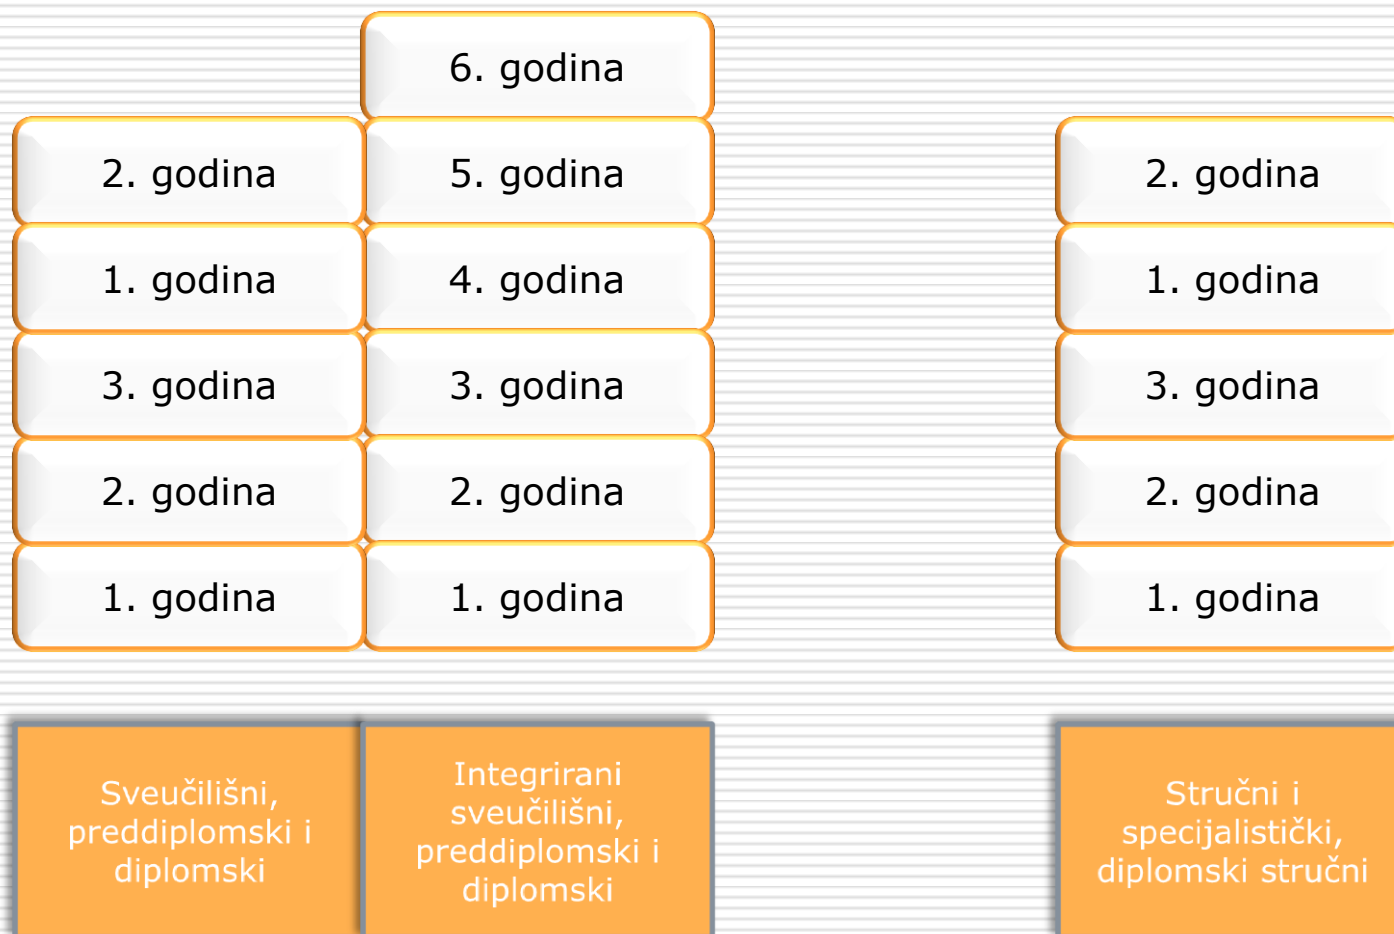 6. godina
2. godina
5. godina
2. godina
1. godina
4. godina
1. godina
3. godina
3. godina
3. godina
2. godina
2. godina
2. godina
1. godina
1. godina
1. godina
Sveučilišni,
preddiplomski i
diplomski
Integrirani
sveučilišni,
preddiplomski i
diplomski
Stručni i
specijalistički,
diplomski stručni